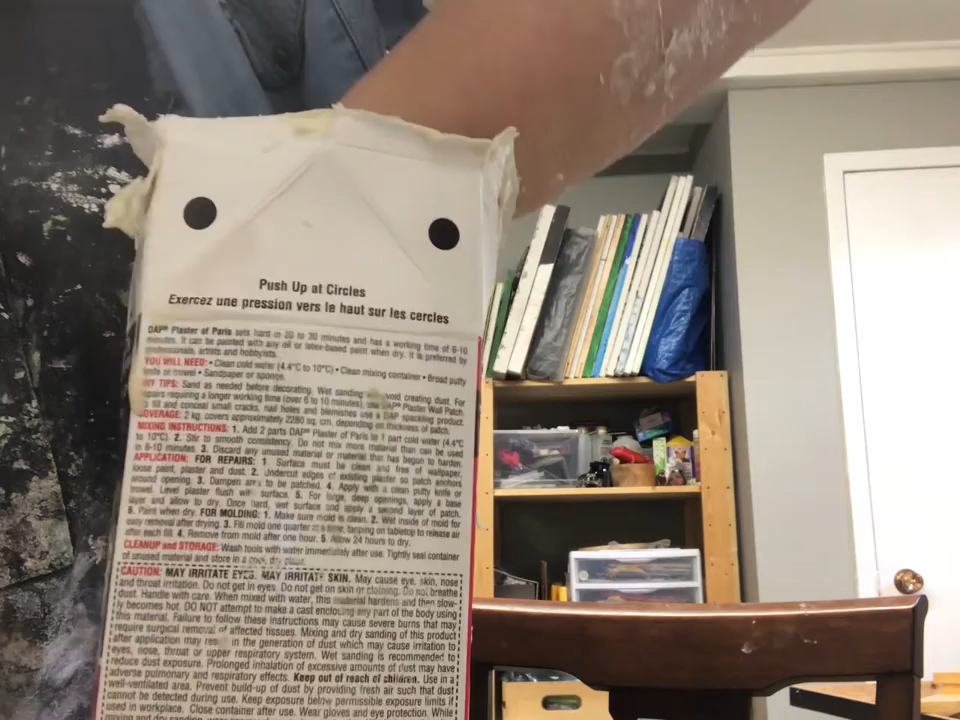 Push Up at Circles
Exercez une pression vers le haut sur les cercles
DAP® Plaster of Paris sets hard in 20 to 30 minutes and has a working time of 6-10
minutes. It can be painted with any oil or latex-based paint when dry. It is preferred by
professionals, artists and hobbyists.
YOU WILL NEED: • Clean cold water (4.4°C to 10°C) • Clean mixing container • Broad putty
knife or trowel • Sandpaper or sponge.
TIPS: Sand as needed before decorating. Wet sanding avoid creating dust. For
repairs requiring a longer working time (over 6 to 10 minutes), use DAP® Plaster Wall Patch.
To fill and conceal small cracks, nail holes and blemishes use a DAP spackling product.
COVERAGE: 2 kg. covers approximately 2280 sq. cm, depending on thickness of patch.
MIXING INSTRUCTIONS: 1. Add 2 parts DAP® Plaster of Paris to 1 part cold water (4.4°C
to 10°C). 2. Stir to smooth consistency. Do not mix more material than can be used
in 6-10 minutes. 3. Discard any unused material or material that has begun to harden.
APPLICATION: FOR REPAIRS: 1. Surface must be clean and free of wallpaper,
loose paint, plaster and dust. 2. Undercut edges of existing plaster so patch anchors
around opening. 3. Dampen area to be patched. 4. Apply with a clean putty knife or
trowel. Level plaster flush with surface. 5. For large, deep openings, apply a base
layer and allow to dry. Once hard, wet surface and apply a second layer of patch.
6. Paint when dry. FOR MOLDING: 1. Make sure mold is clean. 2. Wet inside of mold for
easy removal after drying. 3. Fill mold one quarter at a time, tapping on tabletop to release air
after each fill. 4. Remove from mold after one hour. 5. Allow 24 hours to dry.
CLEANUP and STORAGE: Wash tools with water immediately after use. Tightly seal container
of unused material and store in a cool, dry place.
CAUTION: MAY IRRITATE EYES. MAY IRRITATE SKIN. May cause eye, skin, nose
and throat irritation. Do not get in eyes. Do not get on skin or clothing. Do not breathe
dust. Handle with care. When mixed with water, this material hardens and then slow-
ly becomes hot. DO NOT attempt to make a cast enclosing any part of the body using
this material. Failure to follow these instructions may cause severe burns that may
require surgical removal of affected tissues. Mixing and dry sanding of this product
after application may result in the generation of dust which may cause irritation to
eyes, nose, throat or upper respiratory system. Wet sanding is recommended to
reduce dust exposure. Prolonged inhalation of excessive amounts of dust may have
adverse pulmonary and respiratory effects. Keep out of reach of children. Use in a
well-ventilated area. Prevent build-up of dust by providing fresh air such that dust
cannot be detected during use. Keep exposure below permissible exposure limits if
used in workplace. Close container after use. Wear gloves and eye protection. While
mixing and dry sanding, wear